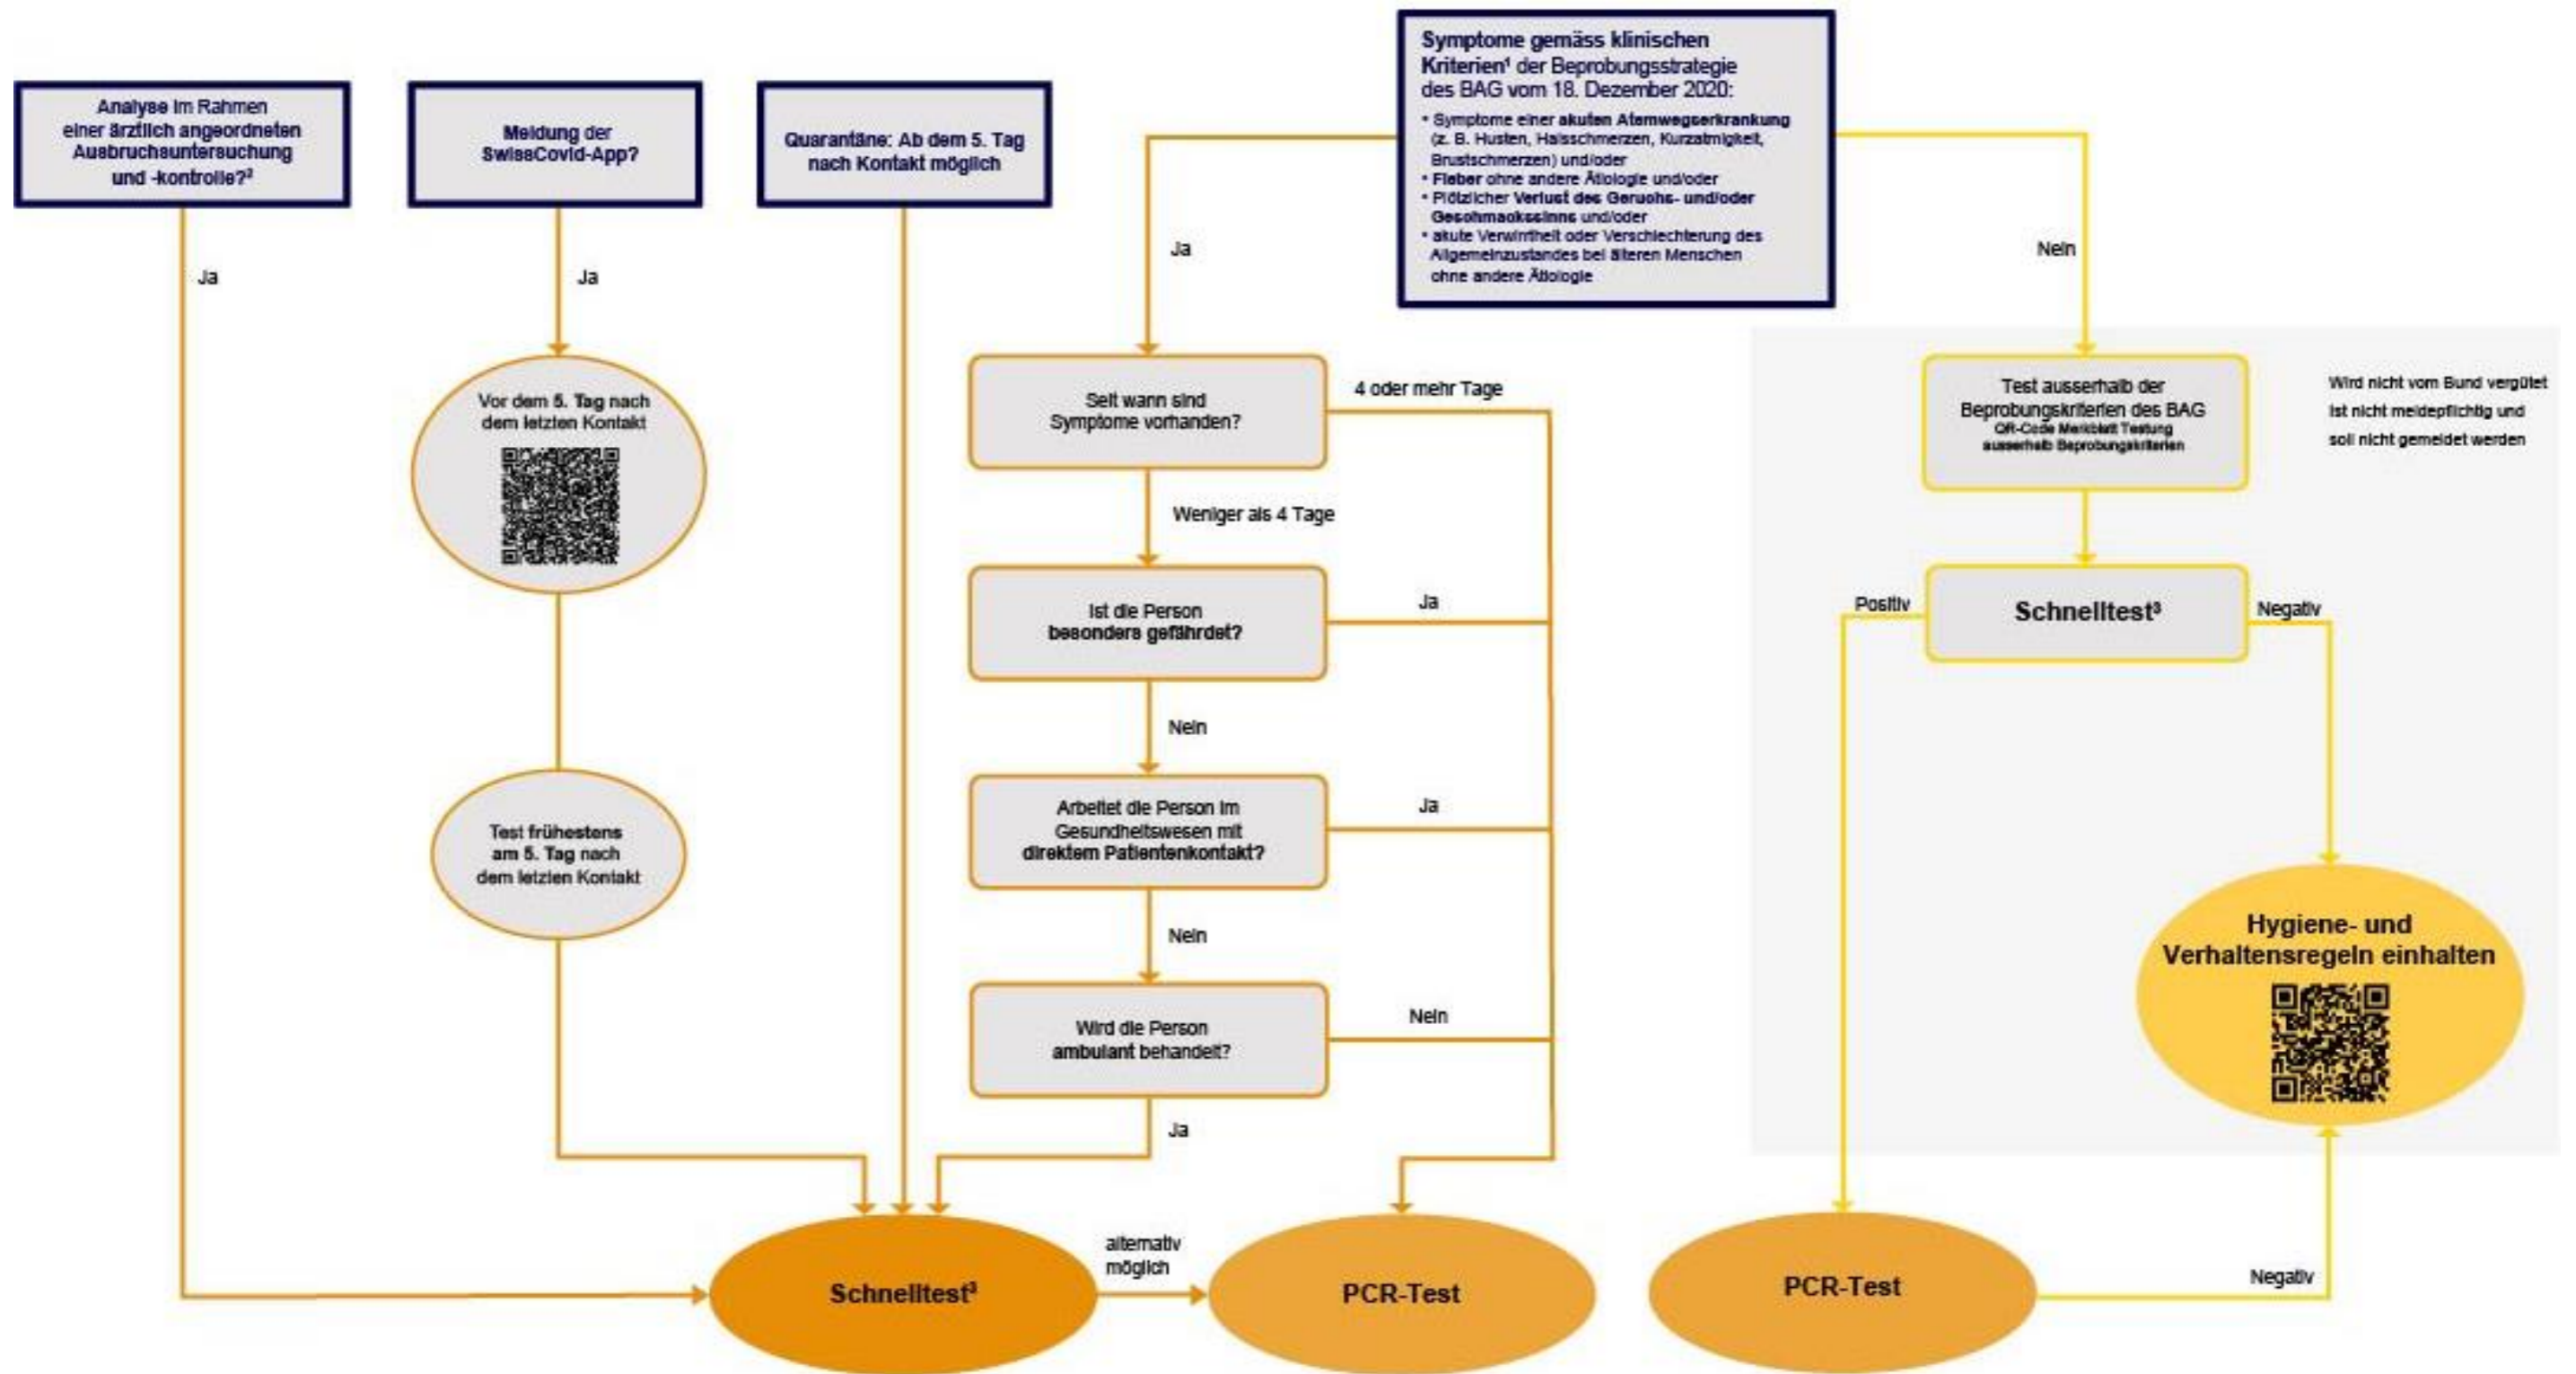 Analyse im Rahmen
einer ärztlich angeordneten
Ausbruchsuntersuchung
und -kontrolle?²
Meldung der
SwissCovid-App?
Quarantäne: Ab dem 5. Tag
nach Kontakt möglich
Symptome gemäss klinischen
Kriterien¹ der Beprobungsstrategie
des BAG vom 18. Dezember 2020:
• Symptome einer akuten Atemwegserkrankung
(z. B. Husten, Halsschmerzen, Kurzatmigkeit,
Brustschmerzen) und/oder
• Fieber ohne andere Ätiologie und/oder
• Plötzlicher Verlust des Geruchs- und/oder
Geschmackssinns und/oder
• akute Verwirrtheit oder Verschlechterung des
Allgemeinzustandes bei älteren Menschen
ohne andere Ätiologie
Ja
Ja
Ja
Nein
Vor dem 5. Tag nach
dem letzten Kontakt
Test frühestens
am 5. Tag nach
dem letzten Kontakt
Seit wann sind
Symptome vorhanden?
4 oder mehr Tage
Weniger als 4 Tage
Ist die Person
besonders gefährdet?
Ja
Nein
Arbeitet die Person im
Gesundheitswesen mit
direktem Patientenkontakt?
Ja
Nein
Wird die Person
ambulant behandelt?
Nein
Ja
Test ausserhalb der
Beprobungskriterien des BAG
QR-Code Merkblatt Testung
ausserhalb Beprobungskriterien
Wird nicht vom Bund vergütet
Ist nicht meldepflichtig und
soll nicht gemeldet werden
Positiv
Schnelltest³
Negativ
Hygiene- und
Verhaltensregeln einhalten
Schnelltest³
alternativ
möglich
PCR-Test
PCR-Test
Negativ